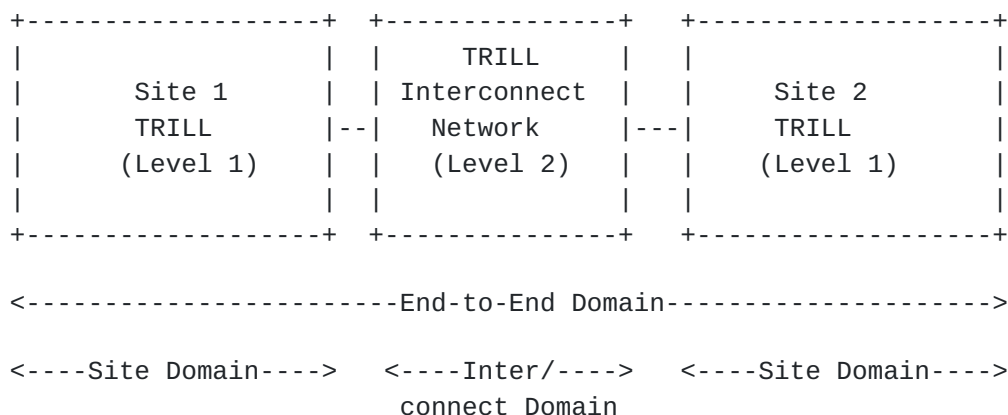 +-------------------+  +---------------+   +-------------------+
|                   |  |     TRILL     |   |                   |
|       Site 1      |  | Interconnect  |   |     Site 2        |
|       TRILL       |--|   Network     |---|     TRILL         |
|      (Level 1)    |  |   (Level 2)   |   |    (Level 1)      |
|                   |  |               |   |                   |
+-------------------+  +---------------+   +-------------------+
<------------------------End-to-End Domain--------------------->
<----Site Domain---->   <----Inter/---->   <----Site Domain---->
                         connect Domain